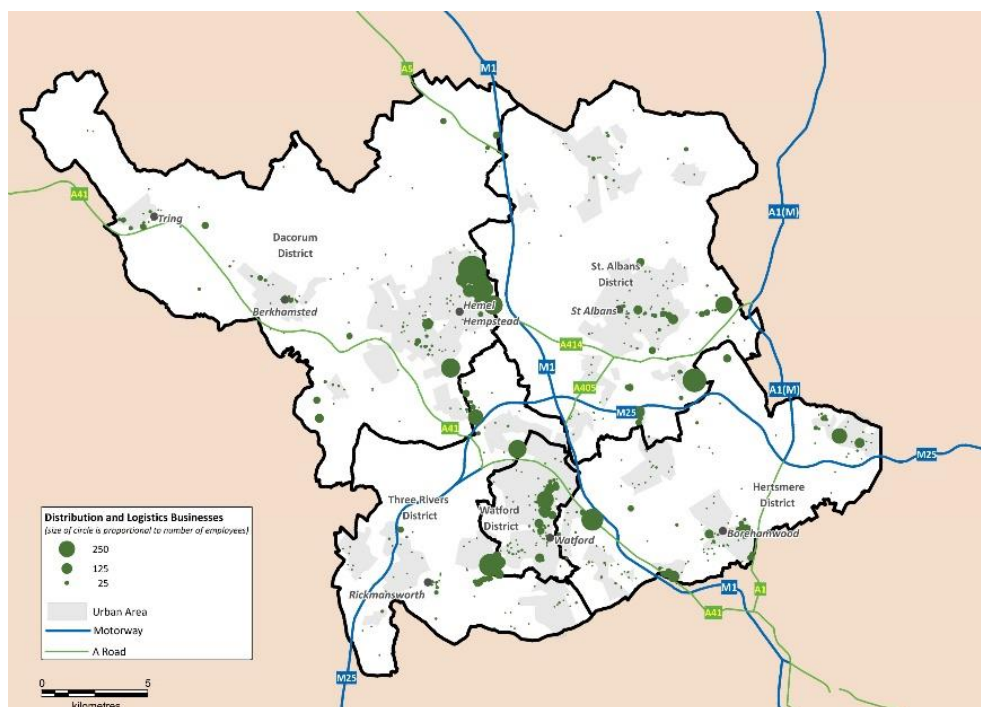 A5
M1
A41
A1(M)
Tring
Dacorum
District
St. Albans
District
Berkhamsted
Hemel
Hempstead
St Albans
A414
M1
A405
A1(M)
M25
A41
M25
Hertsmere
District
Three Rivers
District
Watford
District
Watford
Borehamwood
Rickmansworth
M1
A1
A41
M25
Distribution and Logistics Businesses
(size of circle is proportional to number of employees)
250
125
25
Urban Area
Motorway
A Road
0 5
kilometres